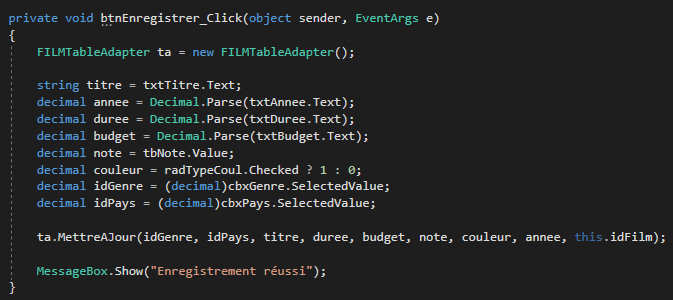 private void btnEnregistrer_Click(object sender, EventArgs e)
{
FILMTableAdapter ta = new FILMTableAdapter();
string titre = txtTitre.Text;
decimal annee = Decimal.Parse(txtAnnee.Text);
decimal duree = Decimal.Parse(txtDuree.Text);
decimal budget = Decimal.Parse(txtBudget.Text);
decimal note = tbNote.Value;
decimal couleur = radTypeCoul.Checked ? 1 : 0;
decimal idGenre = (decimal)cbxGenre.SelectedValue;
decimal idPays = (decimal)cbxPays.SelectedValue;
ta.MettreAJour(idGenre, idPays, titre, duree, budget, note, couleur, annee, this.idFilm);
MessageBox.Show("Enregistrement réussi");
}